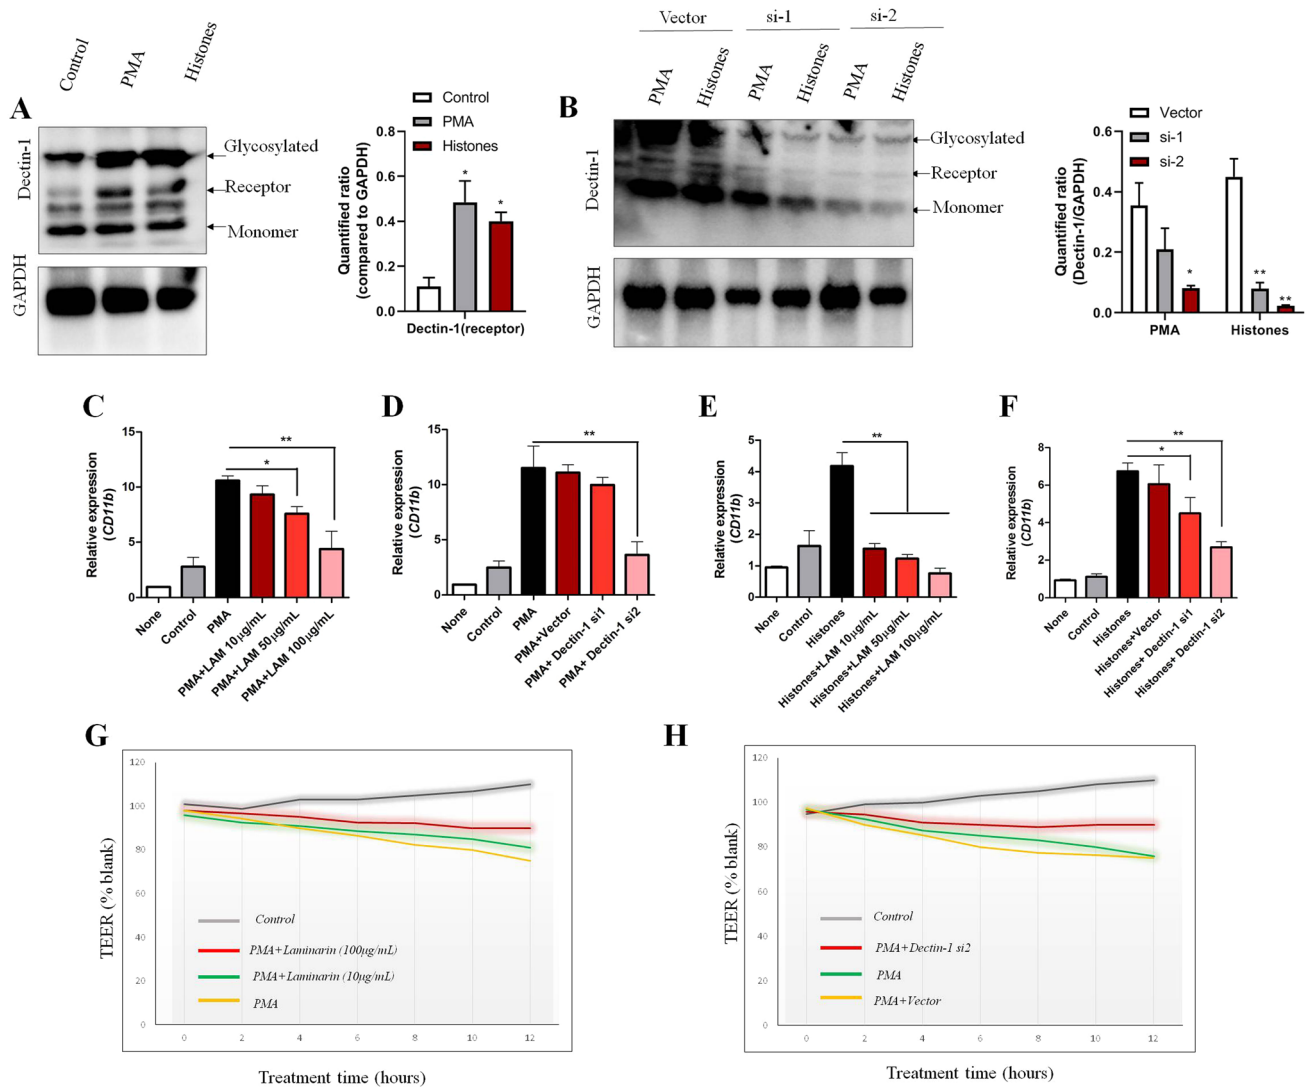 A
Control
PMA
Histones
Dectin-1
Glycosylated
Receptor
Monomer
GAPDH
Control
PMA
Histones
Quantified ratio
(compared to GAPDH)
0.8
0.6
0.4
0.2
0.0
*
*
Dectin-1(receptor)
B
Vector
si-1
si-2
PMA
Histones
PMA
Histones
PMA
Histones
Dectin-1
Glycosylated
Receptor
Monomer
GAPDH
Vector
si-1
si-2
Quantified ratio
(Dectin-1/GAPDH)
0.6
0.4
0.2
0.0
*
**
**
PMA
Histones
C
Relative expression
(CD11b)
15
10
5
0
**
*
None
Control
PMA
PMA+LAM 10μg/mL
PMA+LAM 50μg/mL
PMA+LAM 100μg/mL
D
Relative expression
(CD11b)
15
10
5
0
**
None
Control
PMA
PMA+Vector
PMA+ Dectin-1 si1
PMA+ Dectin-1 si2
E
Relative expression
(CD11b)
5
4
3
2
1
0
**
None
Control
Histones
Histones+LAM 10μg/mL
Histones+LAM 50μg/mL
Histones+LAM 100μg/mL
F
Relative expression
(CD11b)
8
6
4
2
0
**
*
None
Control
Histones
Histones+Vector
Histones+ Dectin-1 si1
Histones+ Dectin-1 si2
G
TEER (% blank)
120
100
80
60
40
20
0
Control
PMA+Laminarin (100μg/mL)
PMA+Laminarin (10μg/mL)
PMA
0 2 4 6 8 10 12
Treatment time (hours)
H
TEER (% blank)
120
100
80
60
40
20
0
Control
PMA+Dectin-1 si2
PMA
PMA+Vector
0 2 4 6 8 10 12
Treatment time (hours)